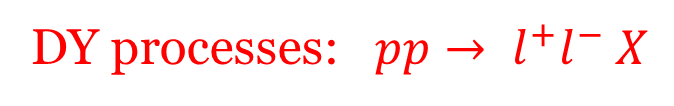 DY processes: pp → l⁺l⁻ X